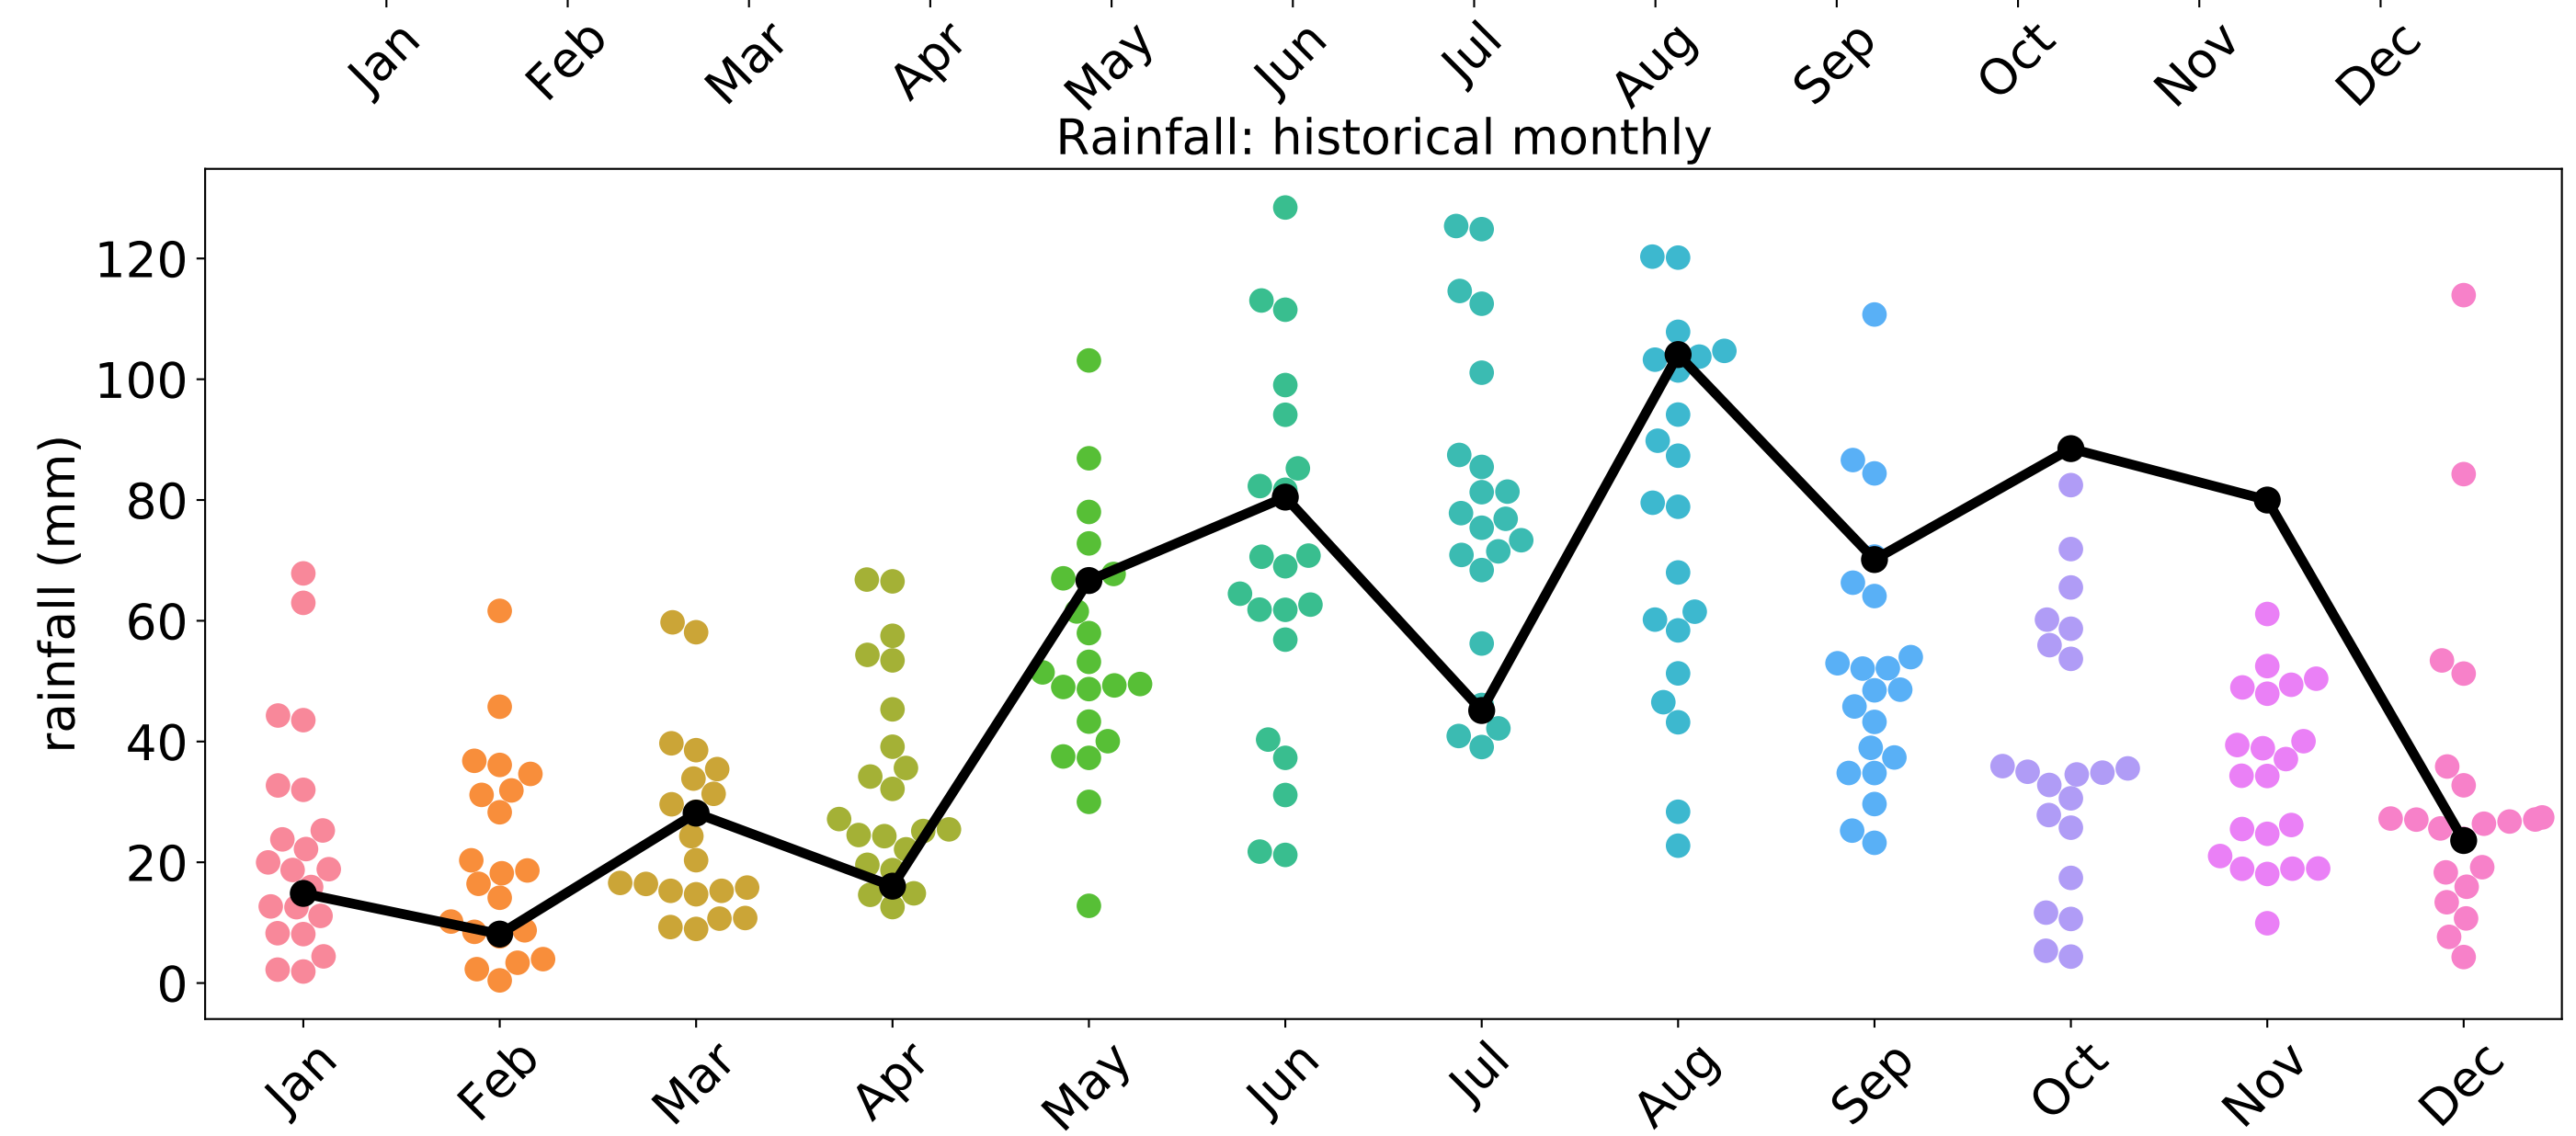 Jan Feb Mar Apr May Jun Jul Aug Sep Oct Nov Dec
Rainfall: historical monthly
rainfall (mm)
120
100
80
60
40
20
0
Jan Feb Mar Apr May Jun Jul Aug Sep Oct Nov Dec